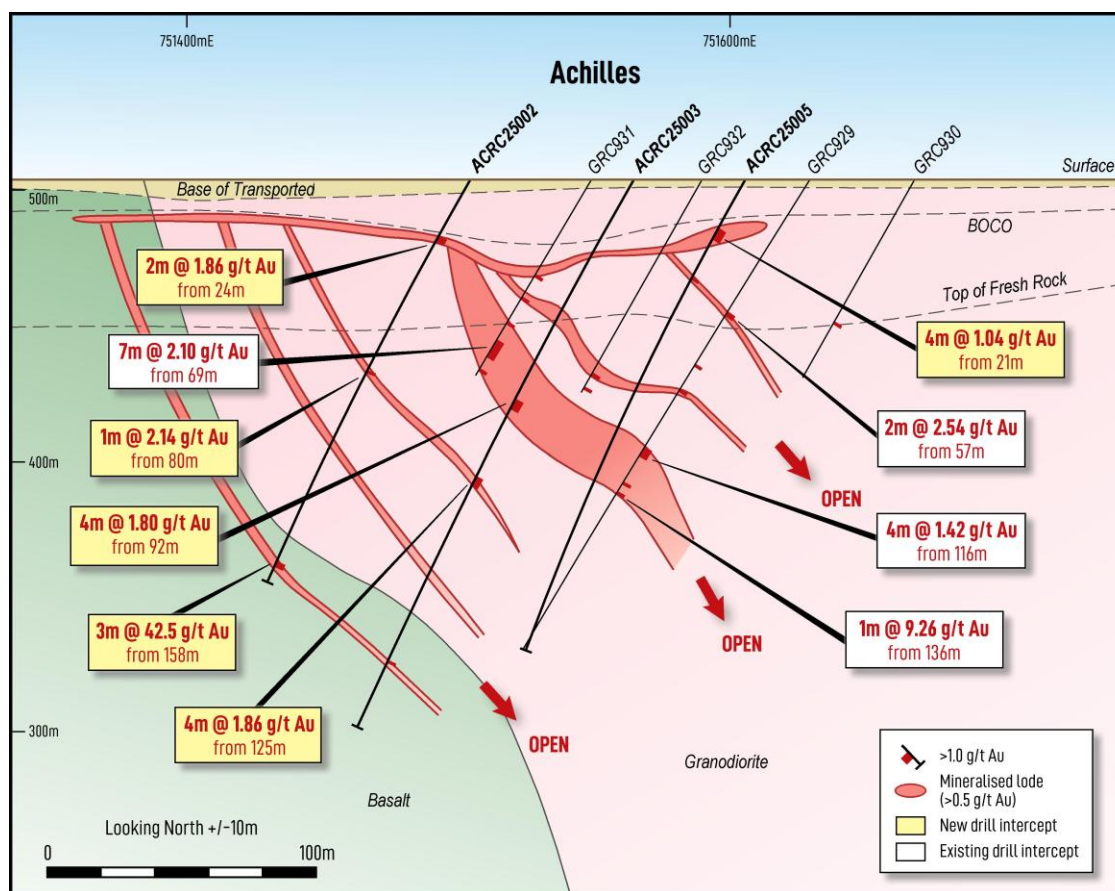 751400mE
751600mE
Achilles
ACRC25002
GRC931
ACRC25003
GRC932
ACRC25005
GRC929
GRC930
Surface
Base of Transported
500m
BOCO
Top of Fresh Rock
2m @ 1.86 g/t Au
from 24m
7m @ 2.10 g/t Au
from 69m
4m @ 1.04 g/t Au
from 21m
1m @ 2.14 g/t Au
from 80m
2m @ 2.54 g/t Au
from 57m
400m
OPEN
4m @ 1.80 g/t Au
from 92m
4m @ 1.42 g/t Au
from 116m
3m @ 42.5 g/t Au
from 158m
OPEN
1m @ 9.26 g/t Au
from 136m
4m @ 1.86 g/t Au
from 125m
300m
OPEN
Granodiorite
Basalt
>1.0 g/t Au
Mineralised lode
(>0.5 g/t Au)
New drill intercept
Existing drill intercept
Looking North +/-10m
0
100m